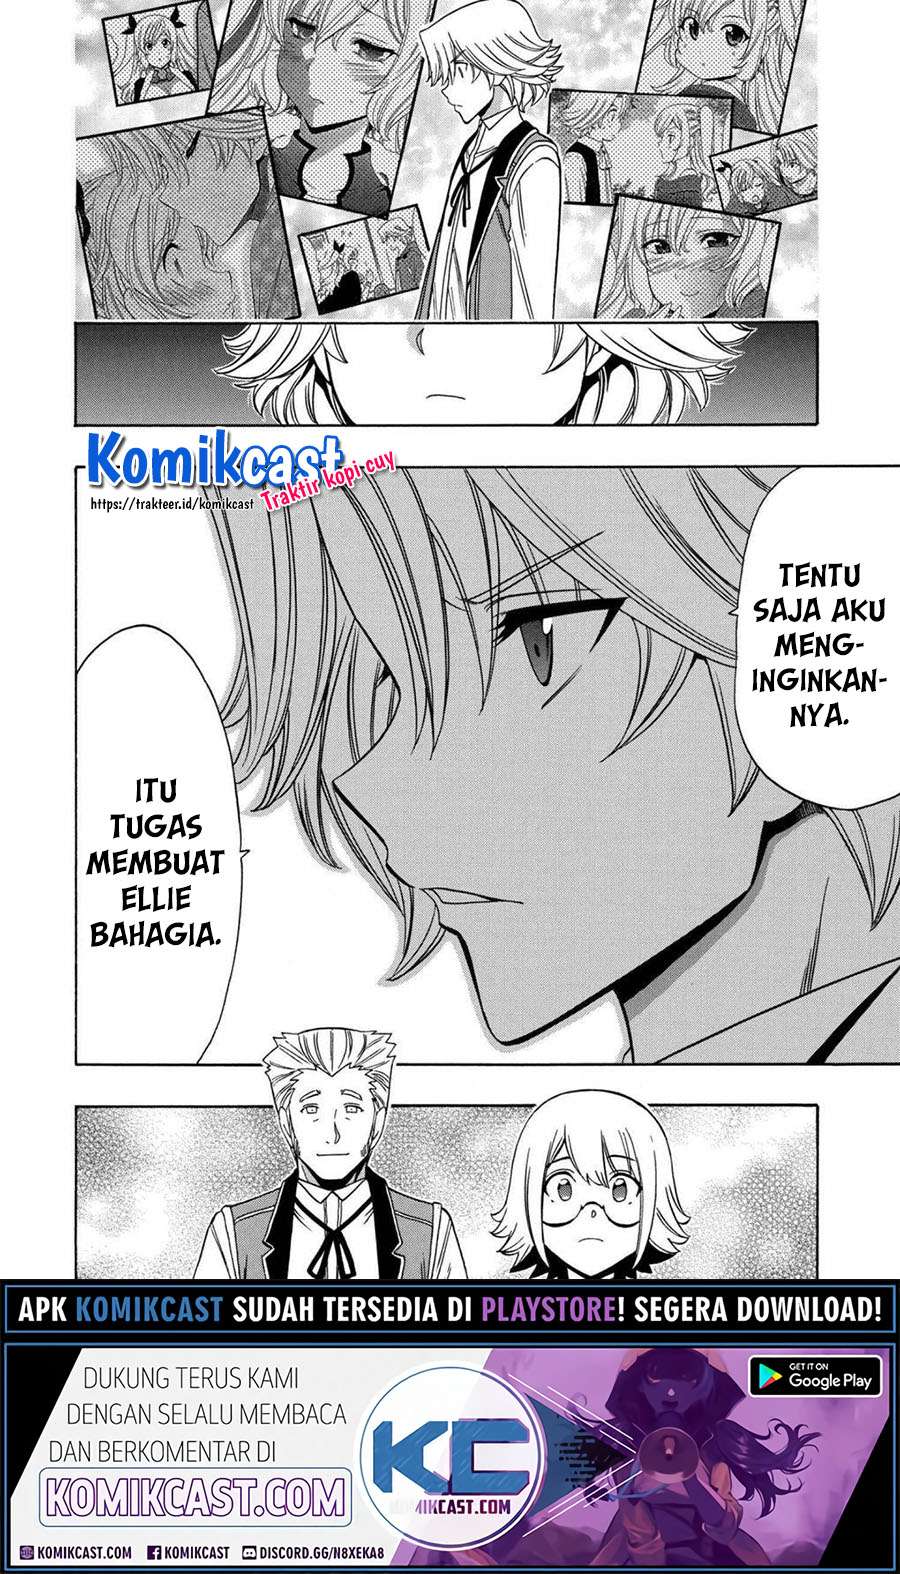 Komikcast
Traktir kopi cuy
https://trakteer.id/komikcast
TENTU
SAJA AKU
MENG-
INGINKAN-
NYA.
ITU
TUGAS
MEMBUAT
ELLIE
BAHAGIA.
APK KOMIKCAST SUDAH TERSEDIA DI PLAYSTORE! SEGERA DOWNLOAD!
DUKUNG TERUS KAMI
DENGAN SELALU MEMBACA
DAN BERKOMENTAR DI
KOMIKCAST.COM
KOMIKCAST.COM KOMIKCAST DISCORD.GG/N8XEKA8
KC
KOMIKCAST.COM
GET IT ON
Google Play